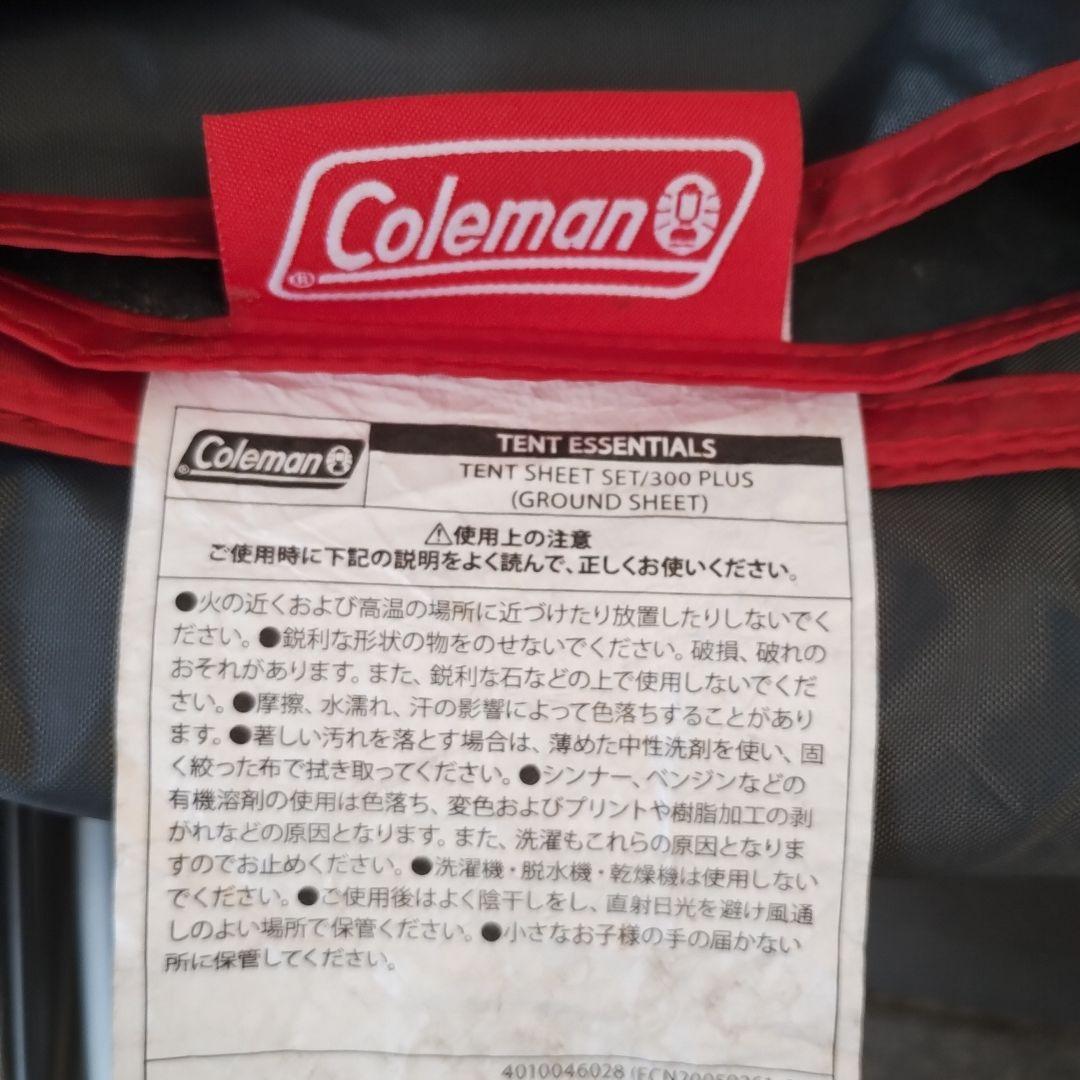 Coleman
®
®Coleman
TENT ESSENTIALS
TENT SHEET SET/300 PLUS
(GROUND SHEET)
⚠使用上の注意
ご使用時に下記の説明をよく読んで、正しくお使いください。
●火の近くおよび高温の場所に近づけたり放置したりしないでく
ださい。●鋭利な形状の物をのせないでください。破損、破れの
おそれがあります。また、鋭利な石などの上で使用しないでくだ
さい。●摩擦、水濡れ、汗の影響によって色落ちすることがあり
ます。●著しい汚れを落とす場合は、薄めた中性洗剤を使い、固
く絞った布で拭き取ってください。●シンナー、ベンジンなどの
有機溶剤の使用は色落ち、変色およびプリントや樹脂加工の剥
がれなどの原因となります。また、洗濯もこれらの原因となりま
すのでお止めください。●洗濯機・脱水機・乾燥機は使用しない
でください。●ご使用後はよく陰干しをし、直射日光を避け風通
しのよい場所で保管ください。●小さなお子様の手の届かない
所に保管してください。
4010046028